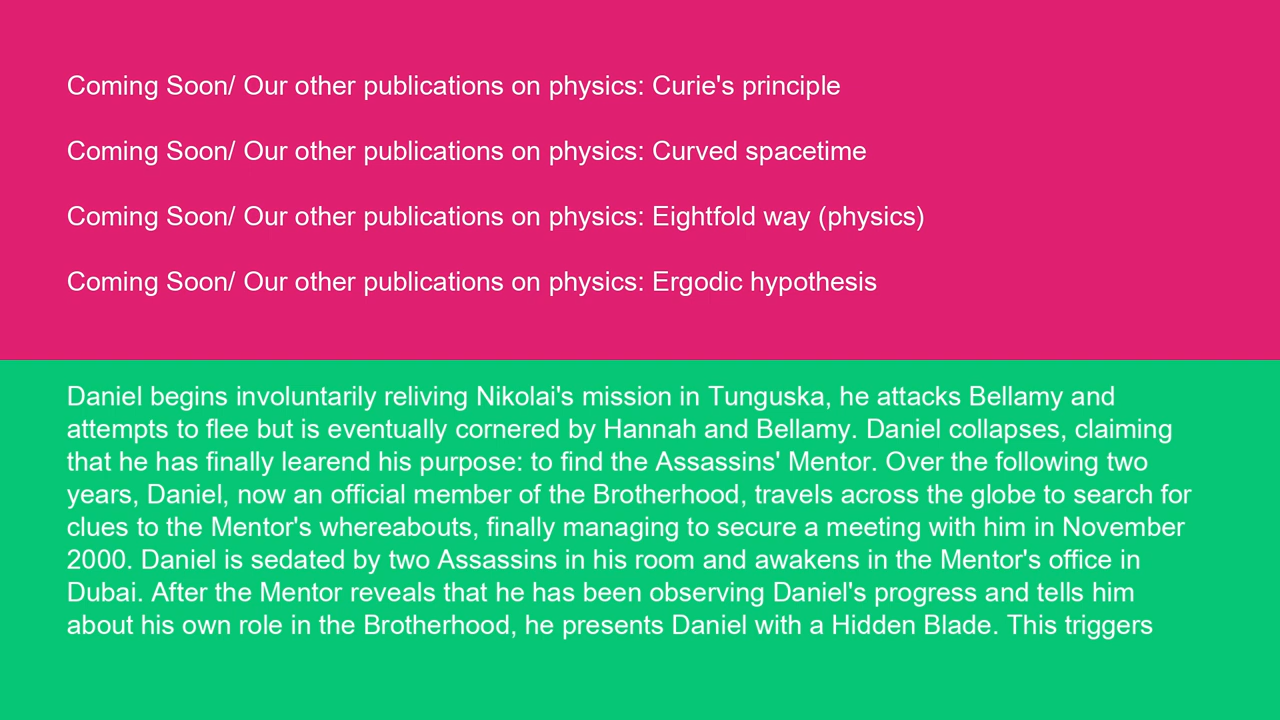 Coming Soon/ Our other publications on physics: Curie's principle
Coming Soon/ Our other publications on physics: Curved spacetime
Coming Soon/ Our other publications on physics: Eightfold way (physics)
Coming Soon/ Our other publications on physics: Ergodic hypothesis
Daniel begins involuntarily reliving Nikolai's mission in Tunguska, he attacks Bellamy and
attempts to flee but is eventually cornered by Hannah and Bellamy. Daniel collapses, claiming
that he has finally learend his purpose: to find the Assassins' Mentor. Over the following two
years, Daniel, now an official member of the Brotherhood, travels across the globe to search for
clues to the Mentor's whereabouts, finally managing to secure a meeting with him in November
2000. Daniel is sedated by two Assassins in his room and awakens in the Mentor's office in
Dubai. After the Mentor reveals that he has been observing Daniel's progress and tells him
about his own role in the Brotherhood, he presents Daniel with a Hidden Blade. This triggers